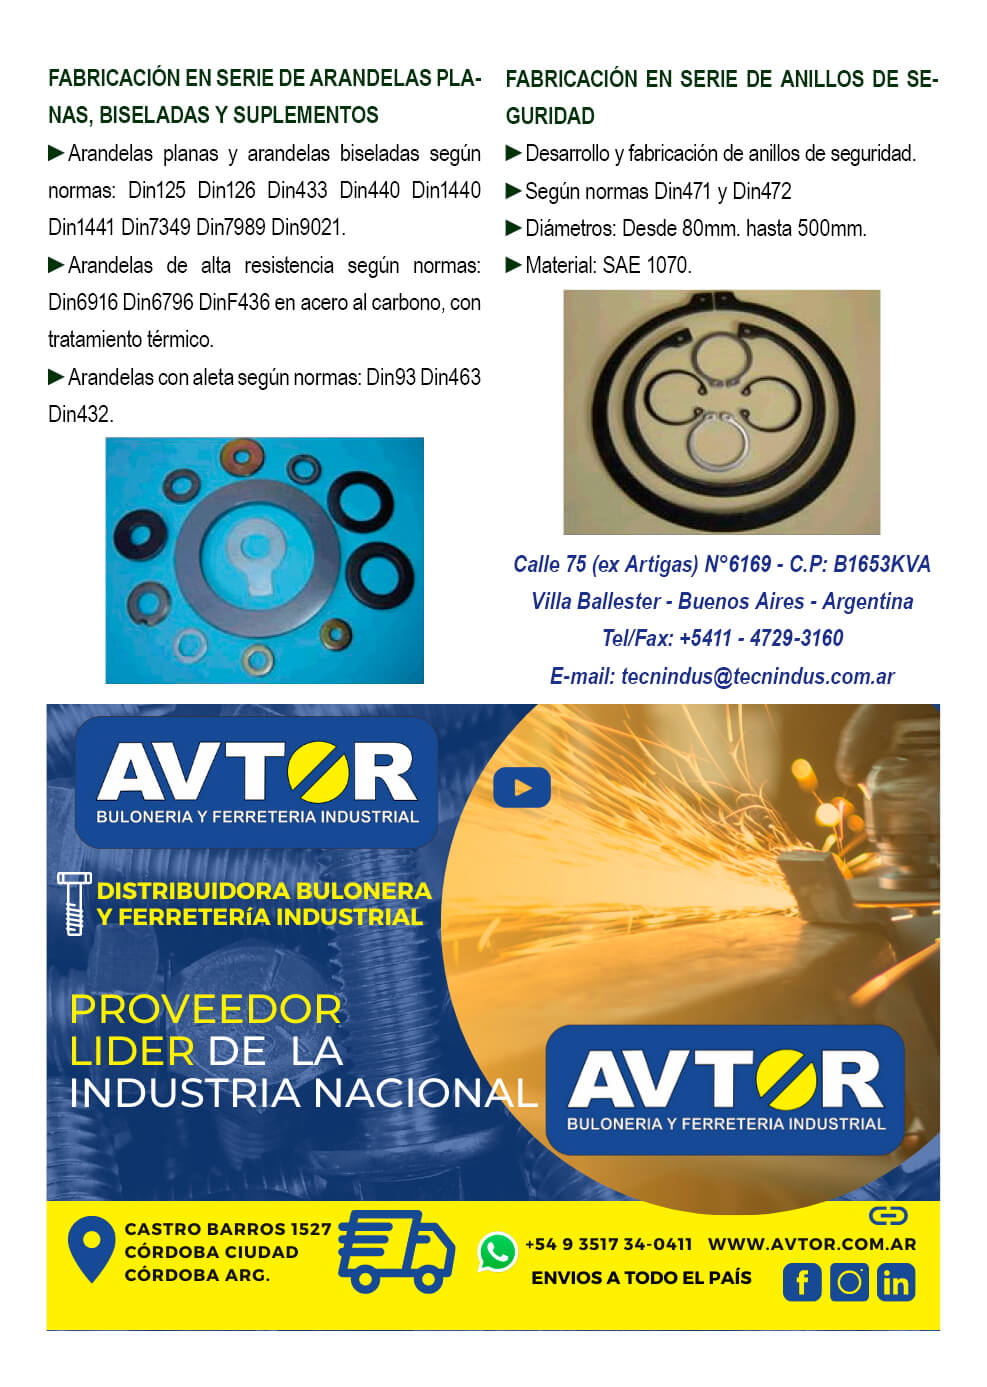 FABRICACIÓN EN SERIE DE ARANDELAS PLA-
NAS, BISELADAS Y SUPLEMENTOS
►Arandelas planas y arandelas biseladas según
normas: Din125 Din126 Din433 Din440 Din1440
Din1441 Din7349 Din7989 Din9021.
►Arandelas de alta resistencia según normas:
Din6916 Din6796 DinF436 en acero al carbono, con
tratamiento térmico.
►Arandelas con aleta según normas: Din93 Din463
Din432.
FABRICACIÓN EN SERIE DE ANILLOS DE SE-
GURIDAD
►Desarrollo y fabricación de anillos de seguridad.
►Según normas Din471 y Din472
►Diámetros: Desde 80mm. hasta 500mm.
►Material: SAE 1070.
Calle 75 (ex Artigas) N°6169 - C.P: B1653KVA
Villa Ballester - Buenos Aires - Argentina
Tel/Fax: +5411 - 4729-3160
E-mail: tecnindus@tecnindus.com.ar
AVTOR
BULONERIA Y FERRETERIA INDUSTRIAL
DISTRIBUIDORA BULONERA
Y FERRETERíA INDUSTRIAL
PROVEEDOR
LIDER DE LA
INDUSTRIA NACIONAL
AVTOR
BULONERIA Y FERRETERIA INDUSTRIAL
CASTRO BARROS 1527
CÓRDOBA CIUDAD
CÓRDOBA ARG.
+54 9 3517 34-0411 WWW.AVTOR.COM.AR
ENVIOS A TODO EL PAÍS